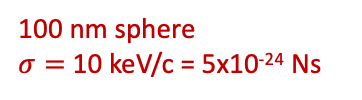 100 nm sphere
σ = 10 keV/c = 5x10⁻²⁴ Ns